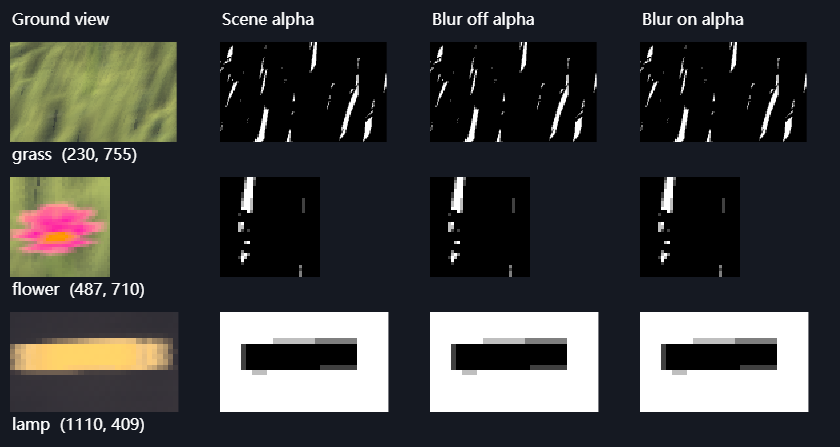 Ground view
Scene alpha
Blur off alpha
Blur on alpha
grass (230, 755)
flower (487, 710)
lamp (1110, 409)